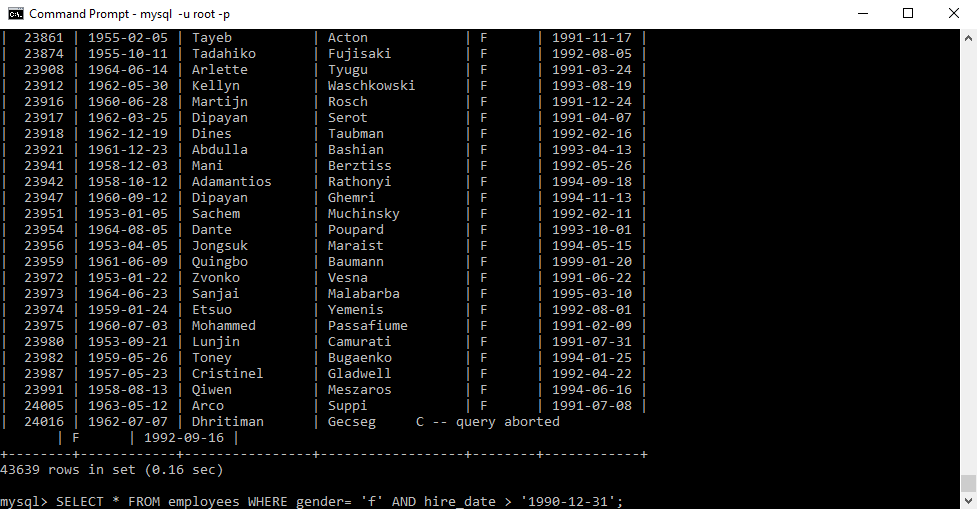 Command Prompt - mysql -u root -p
| 23861 | 1955-02-05 | Tayeb | Acton | F | 1991-11-17 |
| 23874 | 1955-10-11 | Tadahiko | Fujisaki | F | 1992-08-05 |
| 23908 | 1964-06-14 | Arlette | Tyugu | F | 1991-03-24 |
| 23912 | 1962-05-30 | Kellyn | Waschkowski | F | 1993-08-19 |
| 23916 | 1960-06-28 | Martijn | Rosch | F | 1991-12-24 |
| 23917 | 1962-03-25 | Dipayan | Serot | F | 1991-04-07 |
| 23918 | 1962-12-19 | Dines | Taubman | F | 1992-02-16 |
| 23921 | 1961-12-23 | Abdulla | Bashian | F | 1993-04-13 |
| 23941 | 1958-12-03 | Mani | Berztiss | F | 1992-05-26 |
| 23942 | 1958-10-12 | Adamantios | Rathonyi | F | 1994-09-18 |
| 23947 | 1960-09-12 | Dipayan | Ghemri | F | 1994-11-13 |
| 23951 | 1953-01-05 | Sachem | Muchinsky | F | 1992-02-11 |
| 23954 | 1964-08-05 | Dante | Poupard | F | 1993-10-01 |
| 23956 | 1953-04-05 | Jongsuk | Maraist | F | 1994-05-15 |
| 23959 | 1961-06-09 | Quingbo | Baumann | F | 1999-01-20 |
| 23972 | 1953-01-22 | Zvonko | Vesna | F | 1991-06-22 |
| 23973 | 1964-06-23 | Sanjai | Malabarba | F | 1995-03-10 |
| 23974 | 1959-01-24 | Etsuo | Yemenis | F | 1992-08-01 |
| 23975 | 1960-07-03 | Mohammed | Passafiume | F | 1991-02-09 |
| 23980 | 1953-09-21 | Lunjin | Camurati | F | 1991-07-31 |
| 23982 | 1959-05-26 | Toney | Bugaenko | F | 1994-01-25 |
| 23987 | 1957-05-23 | Cristinel | Gladwell | F | 1992-04-22 |
| 23991 | 1958-08-13 | Qiwen | Meszaros | F | 1994-06-16 |
| 24005 | 1963-05-12 | Arco | Suppi | F | 1991-07-08 |
| 24016 | 1962-07-07 | Dhritiman | Gecseg C -- query aborted
| F | 1992-09-16 |
+--------+------------+----------------+------------------+--------+------------+
43639 rows in set (0.16 sec)
mysql> SELECT * FROM employees WHERE gender= 'f' AND hire_date > '1990-12-31';